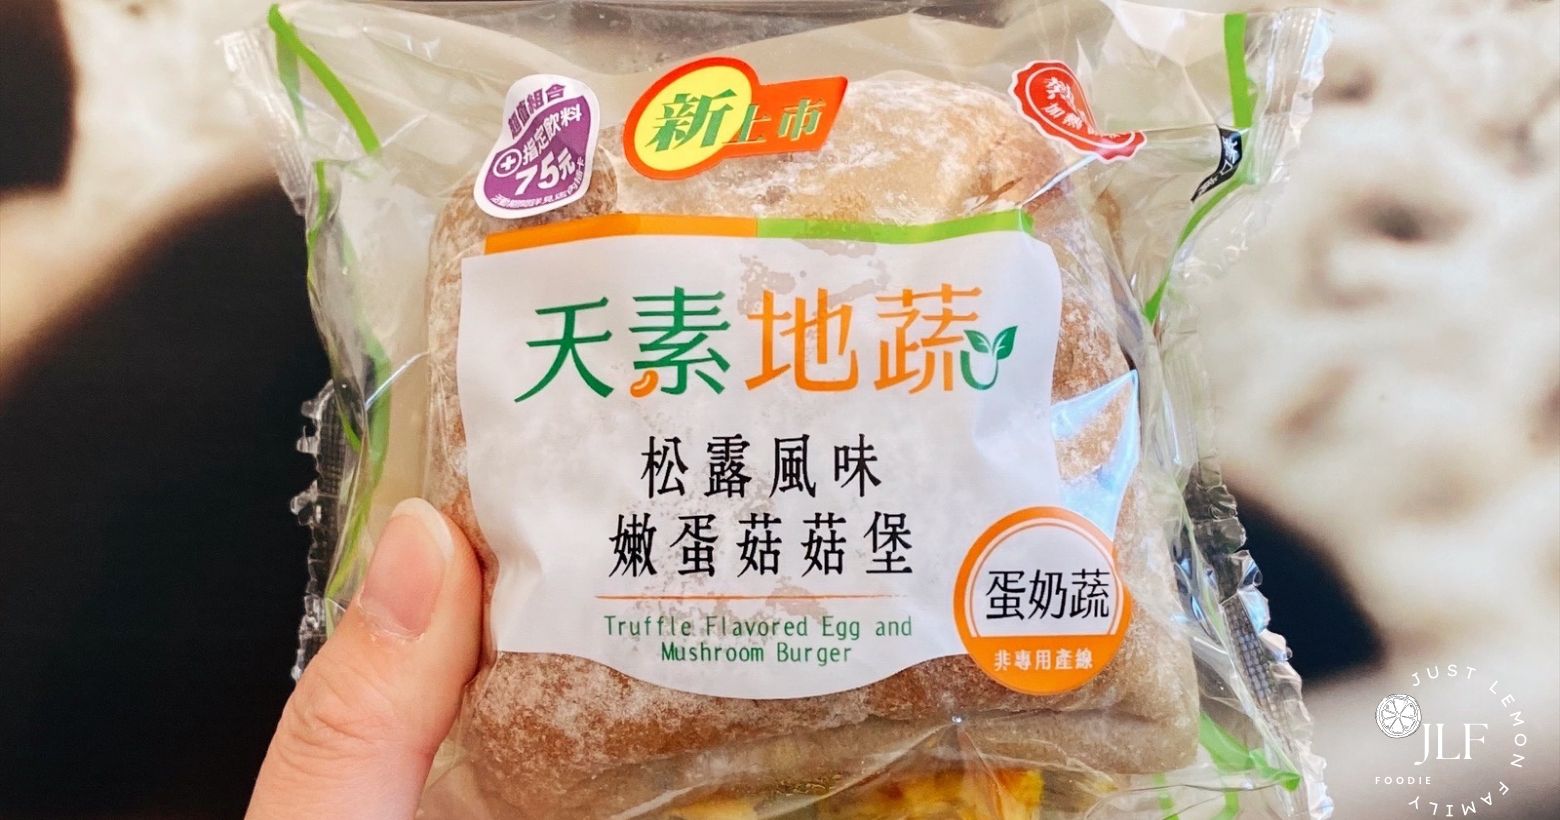 超值組合
+指定飲料
75元
新上市
天素地蔬
松露風味
嫩蛋菇菇堡
Truffle Flavored Egg and
Mushroom Burger
蛋奶蔬
非專用產線
JUST LEMON FAMILY
JLF
FOODIE